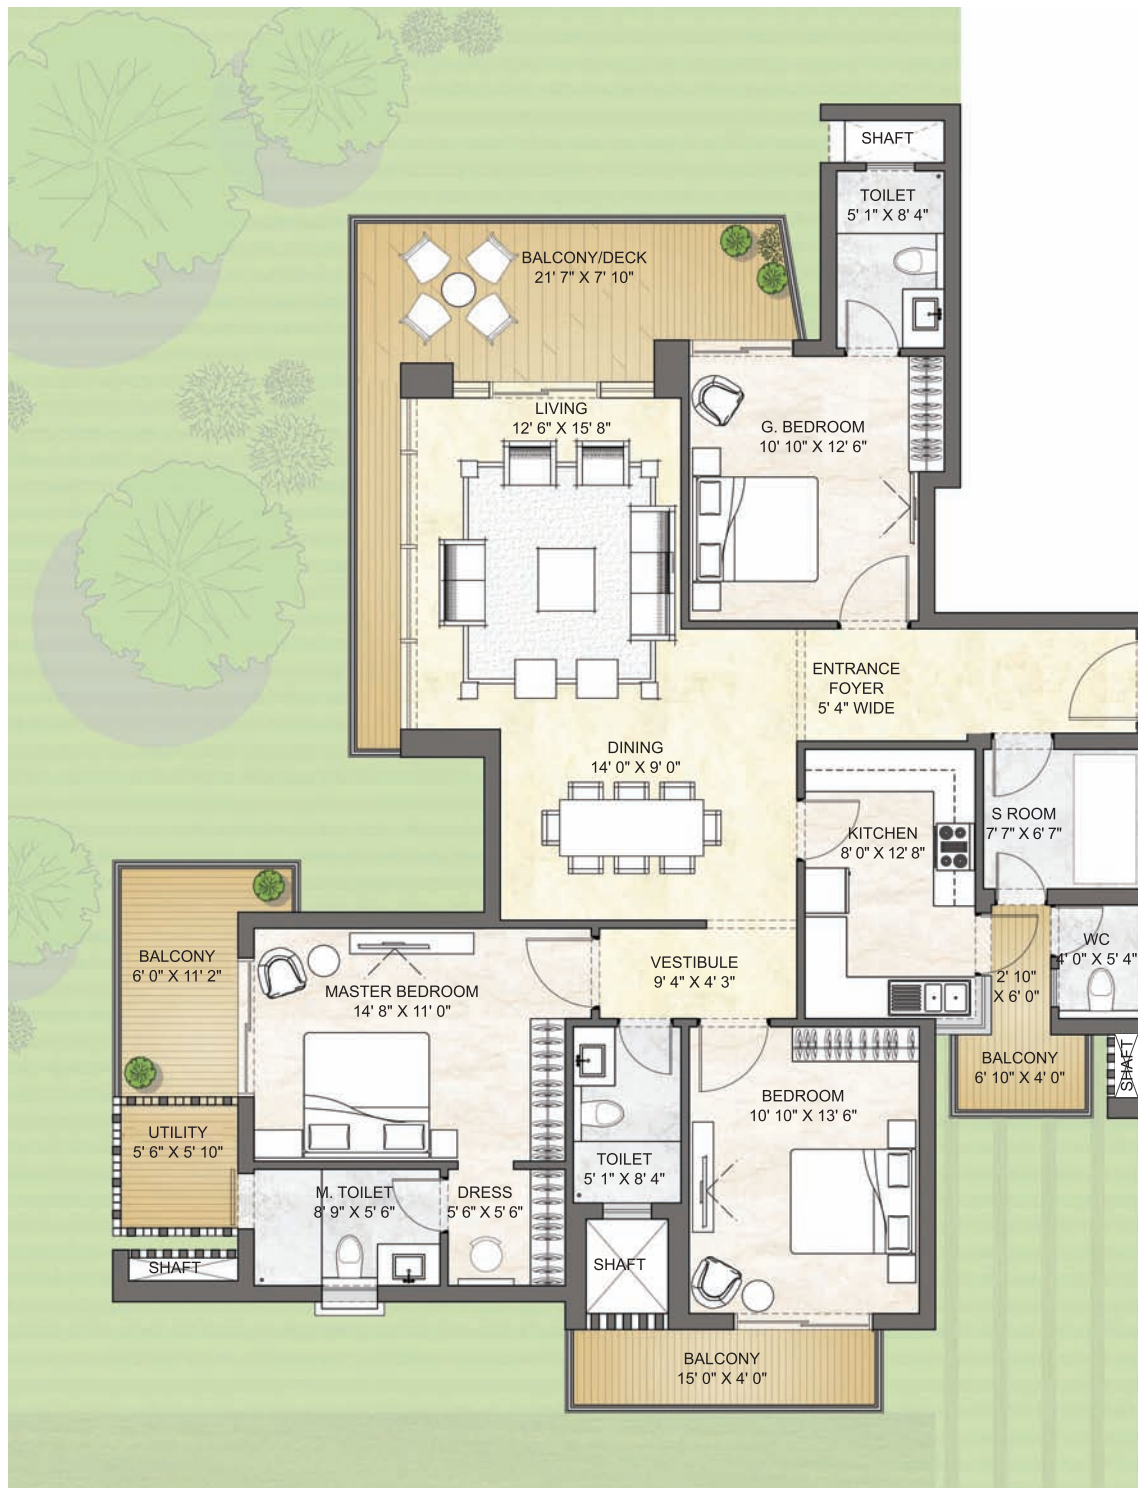 SHAFT
TOILET
5' 1" X 8' 4"
BALCONY/DECK
21' 7" X 7' 10"
LIVING
12' 6" X 15' 8"
G. BEDROOM
10' 10" X 12' 6"
ENTRANCE
FOYER
5' 4" WIDE
DINING
14' 0" X 9' 0"
KITCHEN
8' 0" X 12' 8"
S ROOM
7' 7" X 6' 7"
BALCONY
6' 0" X 11' 2"
MASTER BEDROOM
14' 8" X 11' 0"
VESTIBULE
9' 4" X 4' 3"
2' 10"
X 6' 0"
WC
4' 0" X 5' 4"
BALCONY
6' 10" X 4' 0"
SHAFT
UTILITY
5' 6" X 5' 10"
BEDROOM
10' 10" X 13' 6"
TOILET
5' 1" X 8' 4"
M. TOILET
8' 9" X 5' 6"
DRESS
5' 6" X 5' 6"
SHAFT
SHAFT
BALCONY
15' 0" X 4' 0"